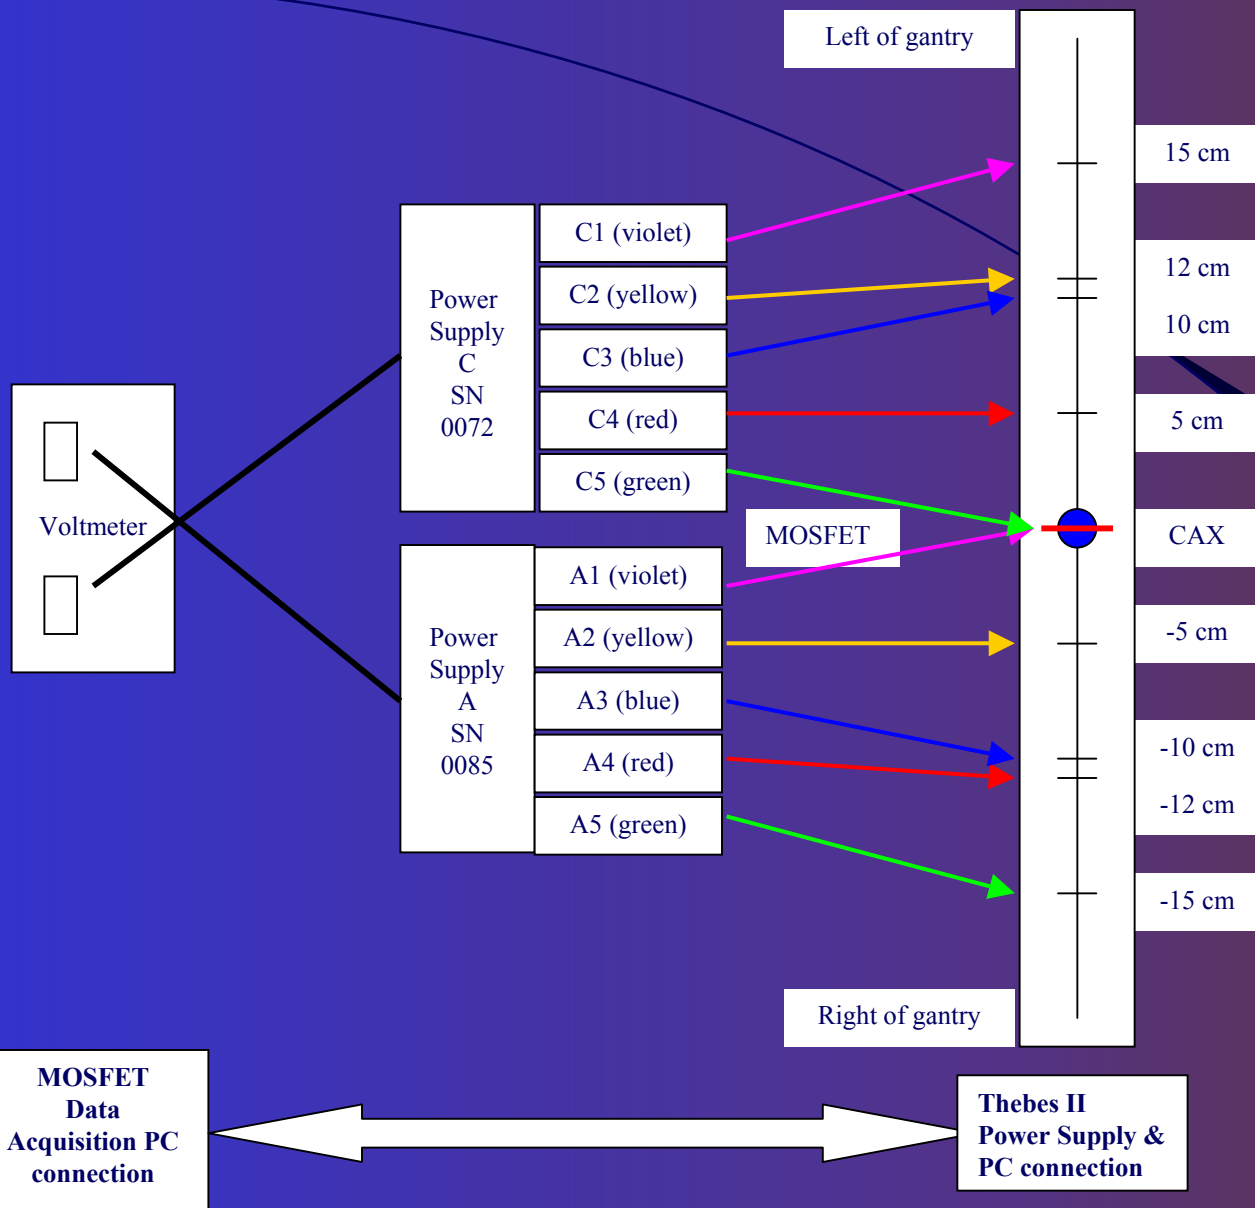 Left of gantry
15 cm
C1 (violet)
12 cm
C2 (yellow)
Power
Supply
C
SN
0072
10 cm
C3 (blue)
C4 (red)
5 cm
C5 (green)
Voltmeter
MOSFET
CAX
A1 (violet)
Power
Supply
A
SN
0085
A2 (yellow)
-5 cm
A3 (blue)
-10 cm
A4 (red)
-12 cm
A5 (green)
-15 cm
Right of gantry
MOSFET
Data
Acquisition PC
connection
Thebes II
Power Supply &
PC connection